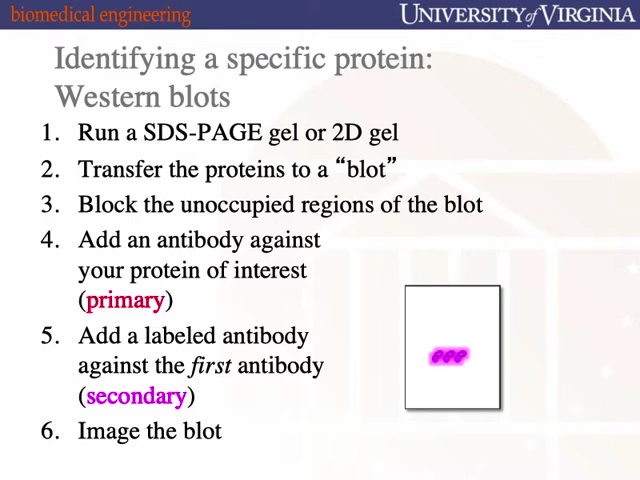 biomedical engineering
UNIVERSITY of VIRGINIA
Identifying a specific protein:
Western blots
1. Run a SDS-PAGE gel or 2D gel
2. Transfer the proteins to a “blot”
3. Block the unoccupied regions of the blot
4. Add an antibody against
your protein of interest
(primary)
5. Add a labeled antibody
against the first antibody
(secondary)
6. Image the blot